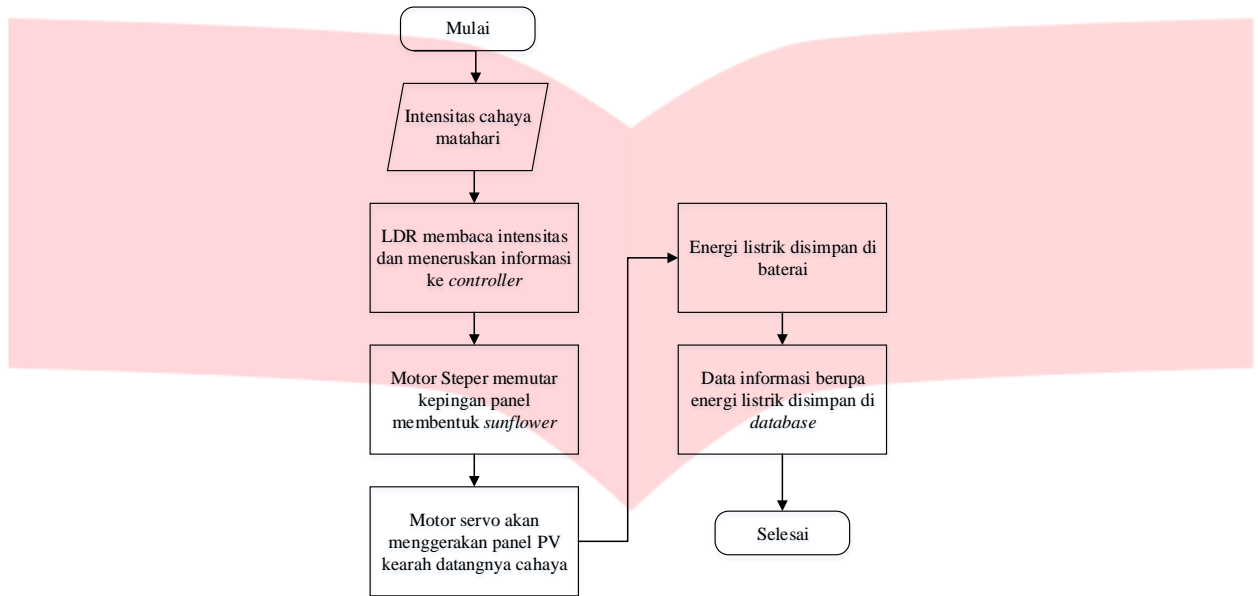 Mulai
Intensitas cahaya
matahari
LDR membaca intensitas
dan meneruskan informasi
ke controller
Motor Steper memutar
kepingan panel
membentuk sunflower
Motor servo akan
menggerakan panel PV
kearah datangnya cahaya
Energi listrik disimpan di
baterai
Data informasi berupa
energi listrik disimpan di
database
Selesai